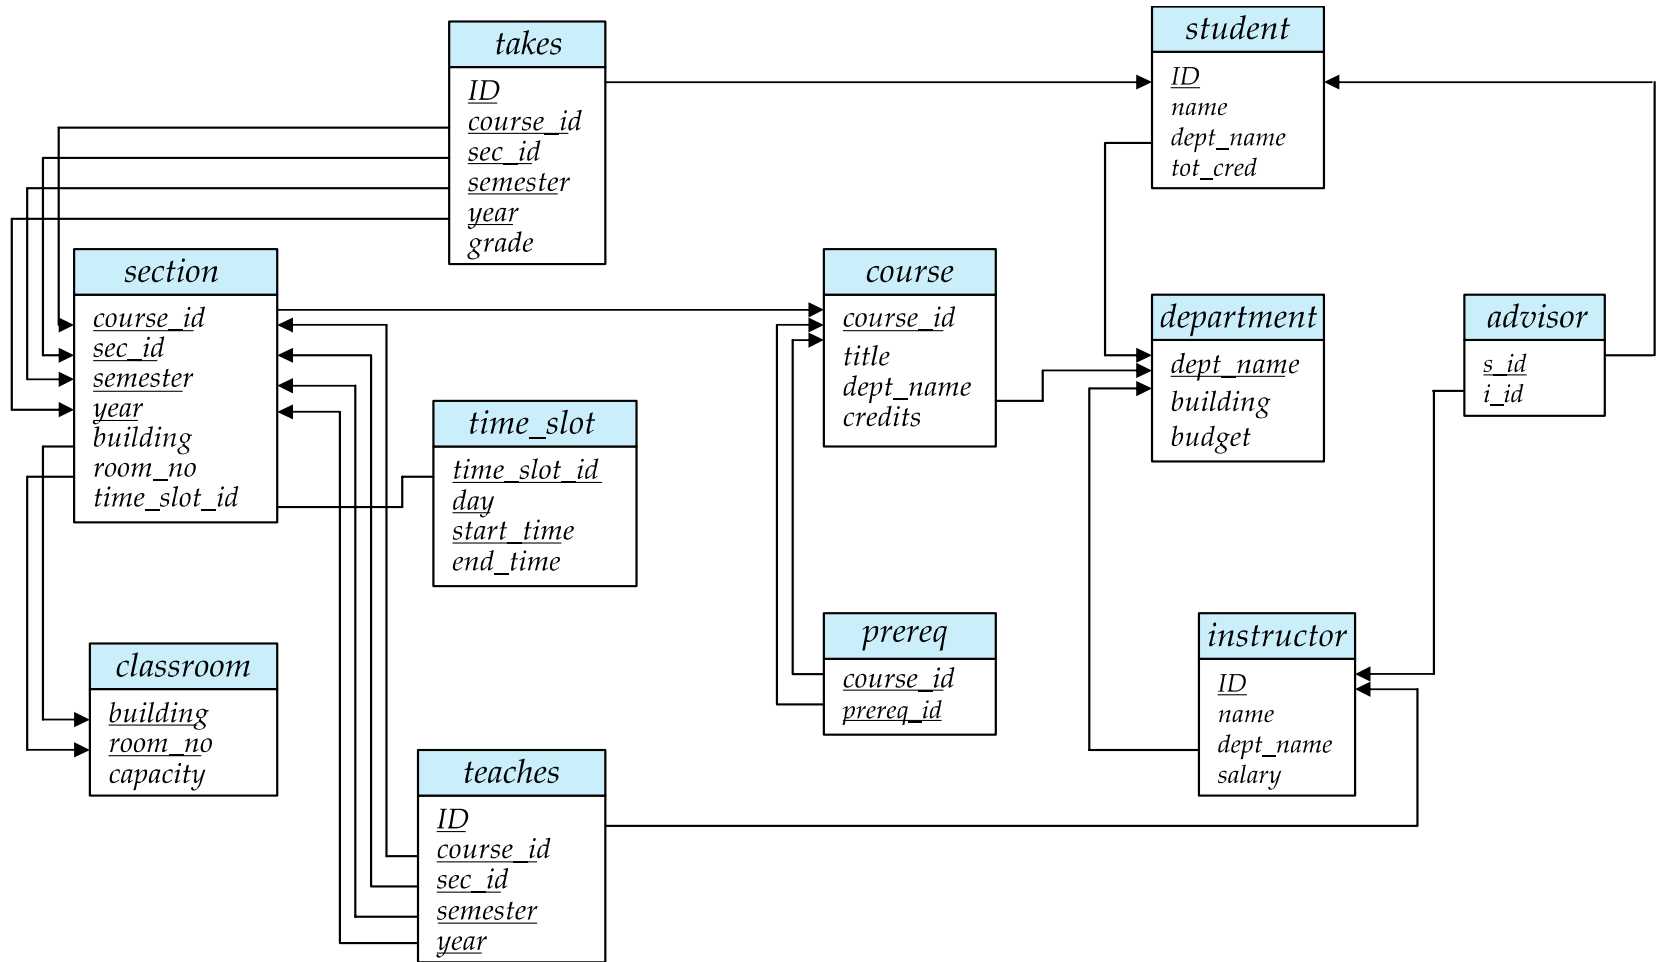 takes
ID
course_id
sec_id
semester
year
grade
student
ID
name
dept_name
tot_cred
section
course_id
sec_id
semester
year
building
room_no
time_slot_id
course
course_id
title
dept_name
credits
department
dept_name
building
budget
advisor
s_id
i_id
time_slot
time_slot_id
day
start_time
end_time
prereq
course_id
prereq_id
instructor
ID
name
dept_name
salary
classroom
building
room_no
capacity
teaches
ID
course_id
sec_id
semester
year